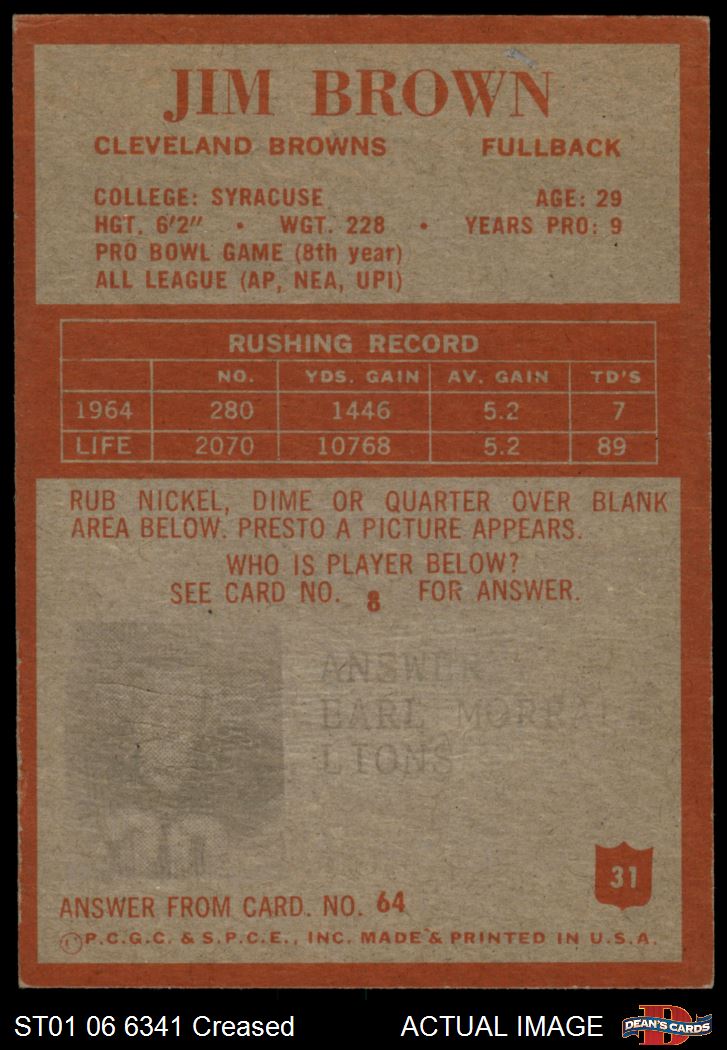 JIM BROWN
CLEVELAND BROWNS FULLBACK
COLLEGE: SYRACUSE AGE: 29
HGT. 6'2" • WGT. 228 • YEARS PRO: 9
PRO BOWL GAME (8th year)
ALL LEAGUE (AP, NEA, UPI)
RUSHING RECORD
NO. YDS. GAIN AV. GAIN TD'S
1964 280 1446 5.2 7
LIFE 2070 10768 5.2 89
RUB NICKEL, DIME OR QUARTER OVER BLANK
AREA BELOW. PRESTO A PICTURE APPEARS.
WHO IS PLAYER BELOW?
SEE CARD NO. 8 FOR ANSWER.
ANSWER
EARL MORRAL
LIONS
31
ANSWER FROM CARD. NO. 64
©P.C.G.C. & S.P.C.E., INC. MADE & PRINTED IN U.S.A.
ST01 06 6341 Creased ACTUAL IMAGE
DEAN'S CARDS